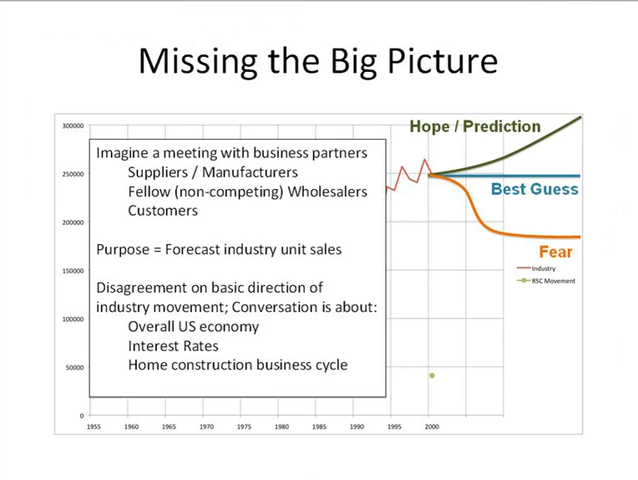 Missing the Big Picture
Hope / Prediction
300000
Imagine a meeting with business partners
Suppliers / Manufacturers
250000
Best Guess
Fellow (non-competing) Wholesalers
Customers
200000
Purpose = Forecast industry unit sales
Fear
Industry
150000
RSC Movement
Disagreement on basic direction of
industry movement; Conversation is about:
100000
Overall US economy
Interest Rates
50000
Home construction business cycle
0
1955 1960 1965 1970 1975 1980 1985 1990 1995 2000